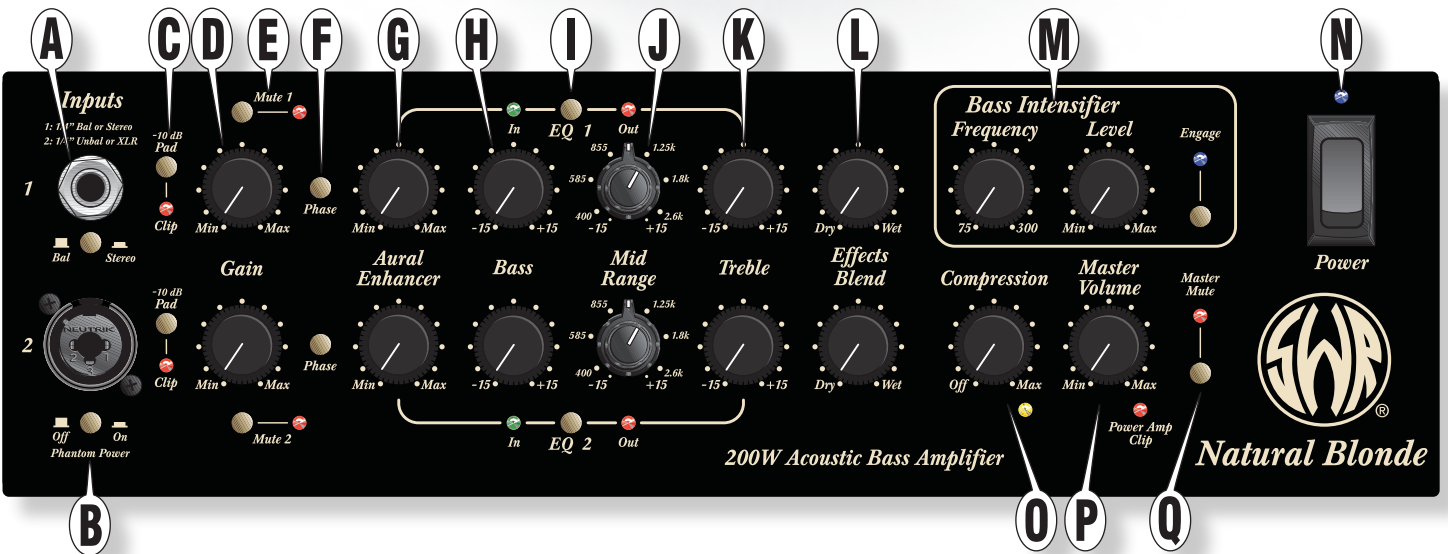 A C D E F G H I J K L M N
Inputs
1: 1/4" Bal or Stereo
2: 1/4" Unbal or XLR
-10 dB
Pad
Clip
1
Bal Stereo
Mute 1
Min Max
Phase
Min Max
In EQ 1 Out
-15 +15
855 1.25k
585 1.8k
400 2.6k
-15 +15
-15 +15
Dry Wet
Bass Intensifier
Frequency Level
Engage
75 300
Min Max
Power
Gain
Aural
Enhancer
Bass
Mid
Range
Treble
Effects
Blend
Compression
Master
Volume
Master
Mute
2
NEUTRIK
2 1
3
-10 dB
Pad
Clip
Off On
Phantom Power
Min Max
Phase
Mute 2
Min Max
-15 +15
855 1.25k
585 1.8k
400 2.6k
-15 +15
-15 +15
Dry Wet
In EQ 2 Out
Off Max
Min Max
Power Amp
Clip
SWR
®
200W Acoustic Bass Amplifier
Natural Blonde
B O P Q